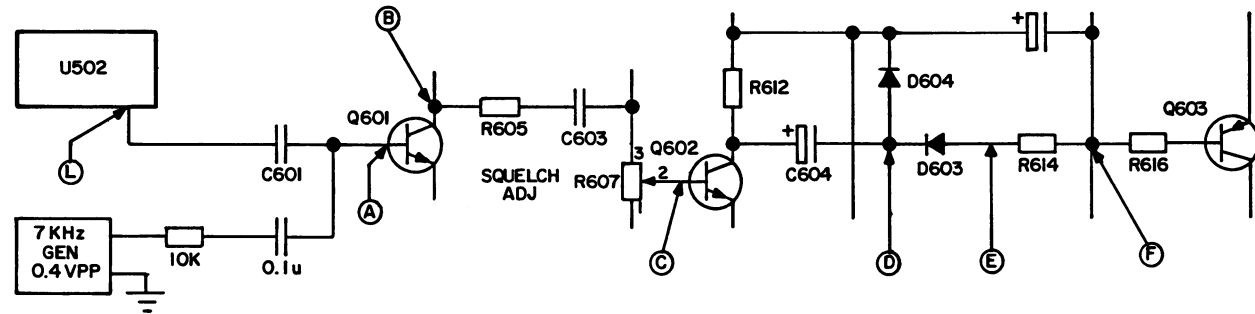 U502
L
C601
7 KHz
GEN
0.4 VPP
10K
0.1u
A
B
Q601
R605
C603
SQUELCH
ADJ
R607
3
2
C
Q602
R612
+
C604
D604
D603
D
E
+
R614
F
R616
Q603